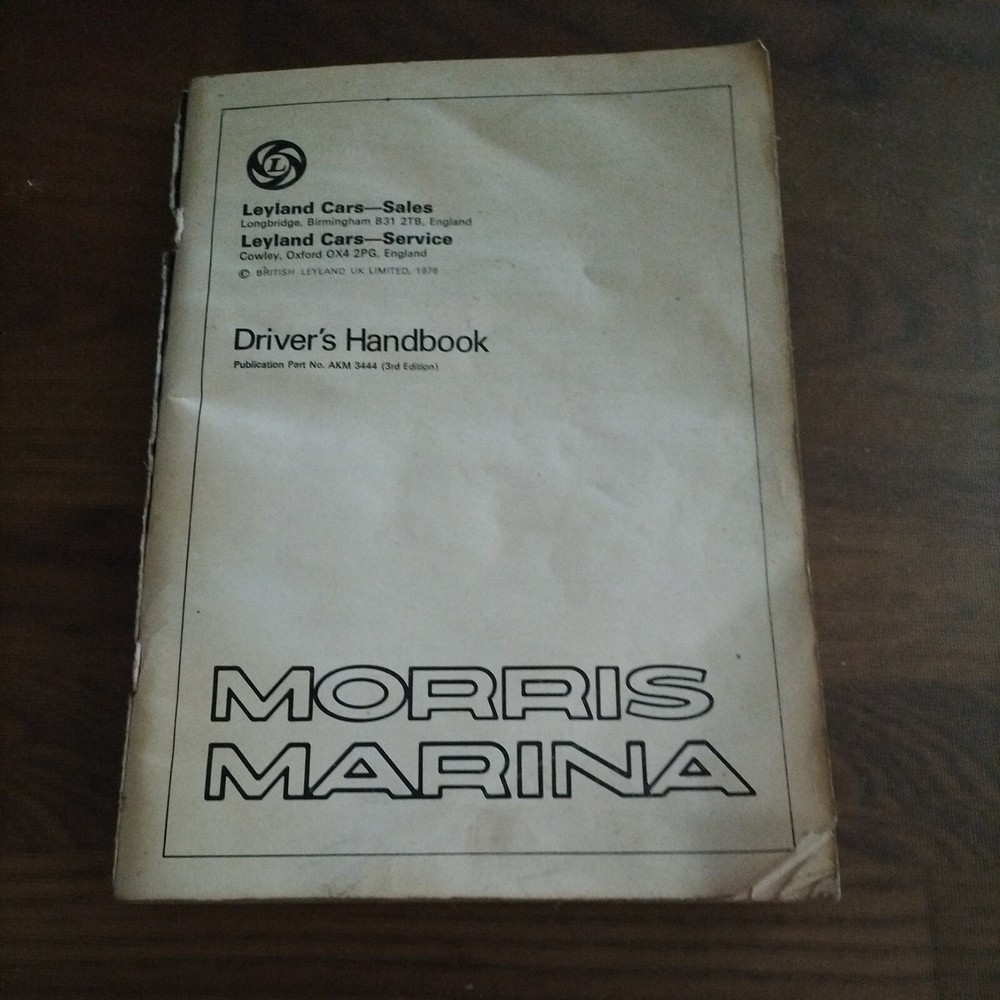 L
Leyland Cars—Sales
Longbridge, Birmingham B31 2TB, England
Leyland Cars—Service
Cowley, Oxford OX4 2PG, England
© BRITISH LEYLAND UK LIMITED, 1976
Driver's Handbook
Publication Part No. AKM 3444 (3rd Edition)
MORRIS
MARINA